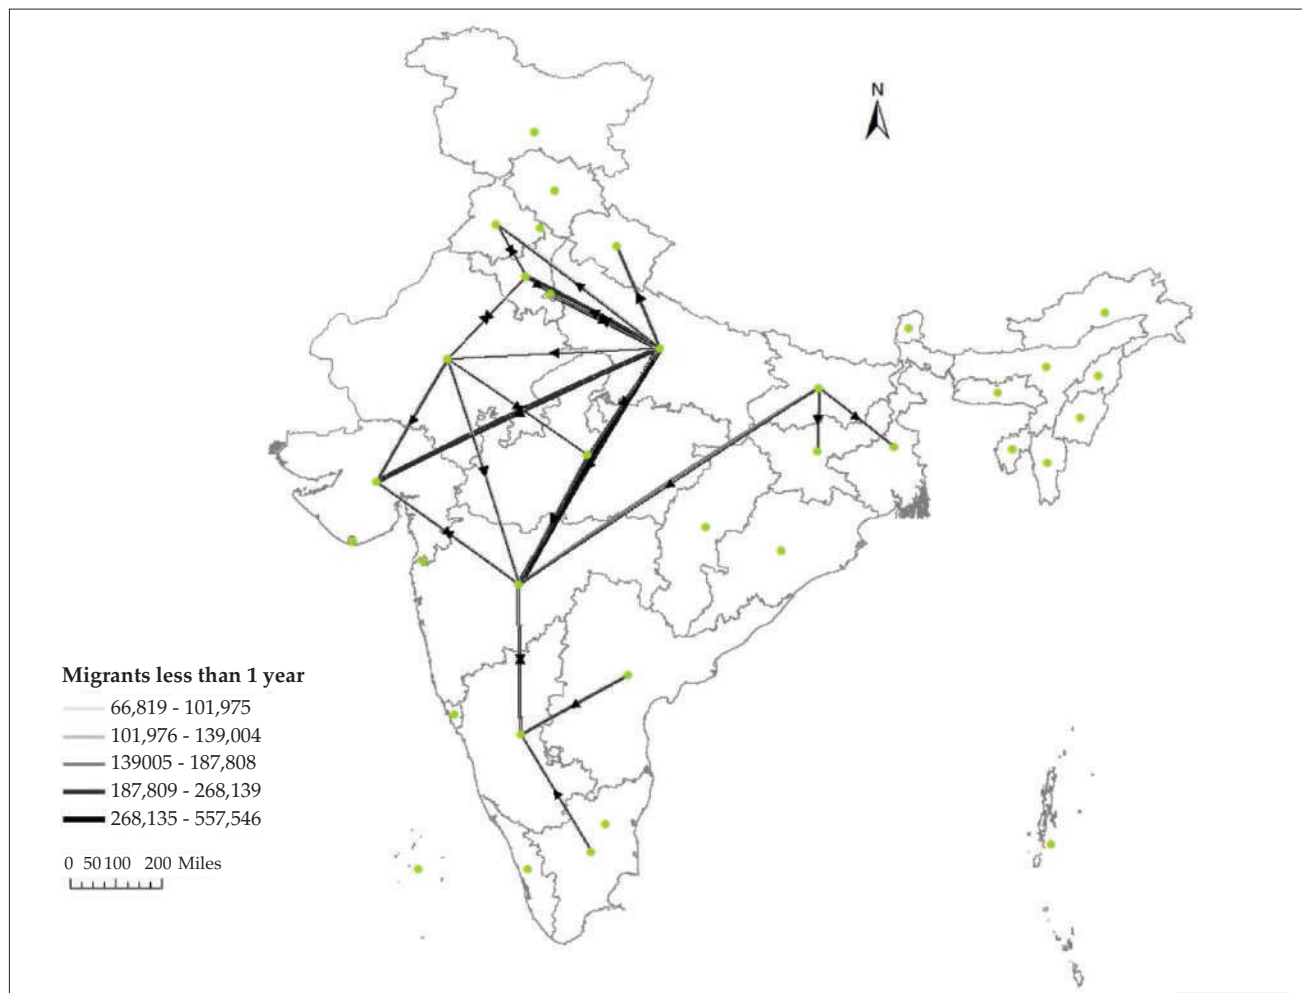 N
Migrants less than 1 year
66,819 - 101,975
101,976 - 139,004
139005 - 187,808
187,809 - 268,139
268,135 - 557,546
0 50 100 200 Miles